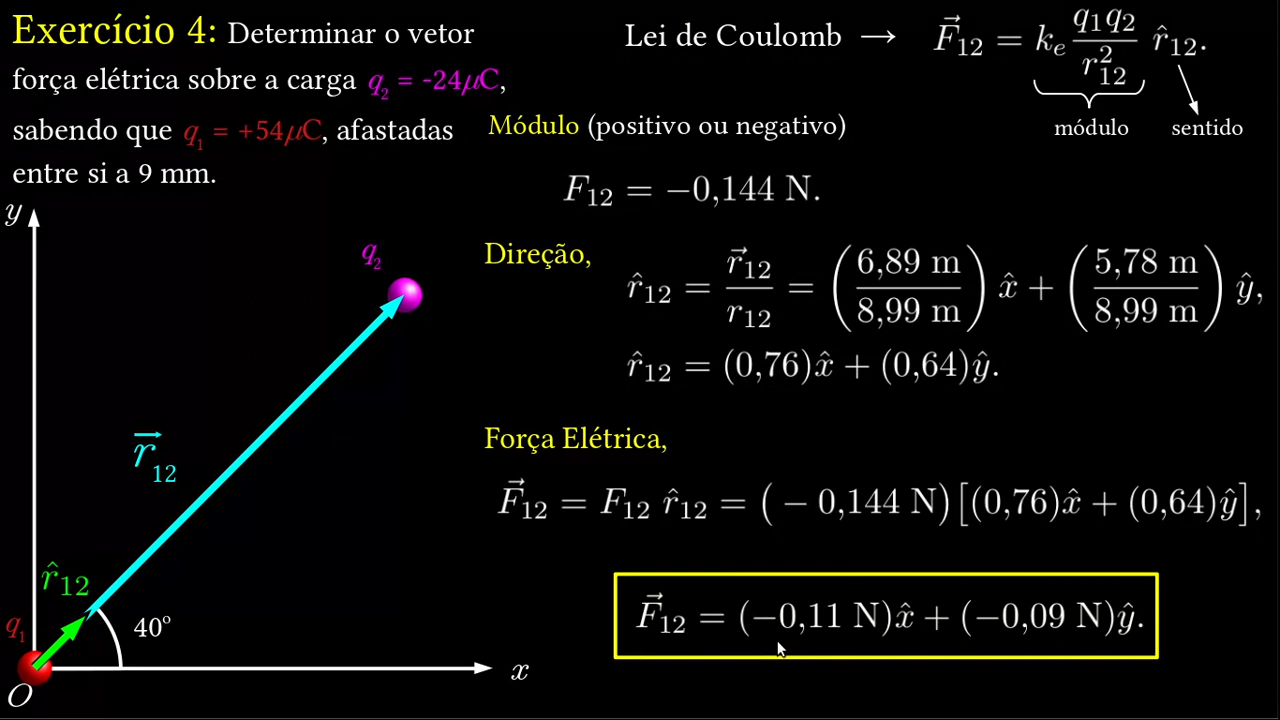 Exercício 4: Determinar o vetor
força elétrica sobre a carga q₂ = -24μC,
sabendo que q₁ = +54μC, afastadas
entre si a 9 mm.
Lei de Coulomb → F⃗₁₂ = kₑ q₁q₂/r₁₂² r̂₁₂.
módulo sentido
Módulo (positivo ou negativo)
F₁₂ = −0,144 N.
Direção,
r̂₁₂ = r⃗₁₂/r₁₂ = (6,89 m/8,99 m) x̂ + (5,78 m/8,99 m) ŷ,
r̂₁₂ = (0,76)x̂ + (0,64)ŷ.
Força Elétrica,
F⃗₁₂ = F₁₂ r̂₁₂ = (− 0,144 N)[(0,76)x̂ + (0,64)ŷ],
F⃗₁₂ = (−0,11 N)x̂ + (−0,09 N)ŷ.
y
q₂
r⃗₁₂
r̂₁₂
q₁
40º
O
x